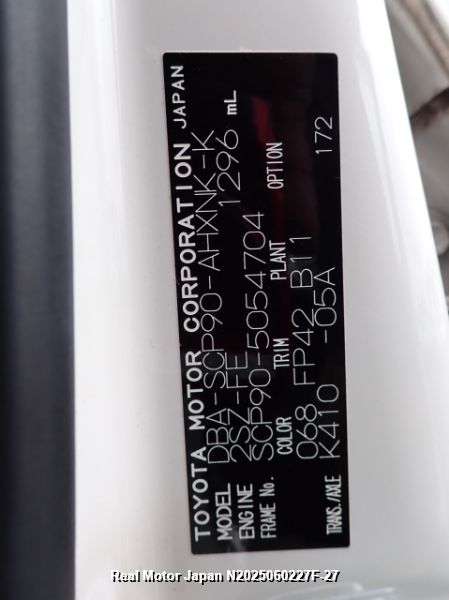 TOYOTA MOTOR CORPORATION JAPAN
MODEL DBA-SCP90-AHXNK-K
ENGINE 2SZ-FE 1296 mL
FRAME No. SCP90-5054704
COLOR TRIM PLANT OPTION
068 FP42 B11 172
TRANS./AXLE K410 -05A
Real Motor Japan N2025060227F-27